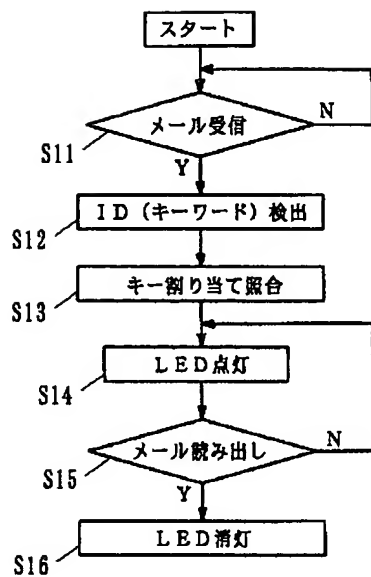 スタート
メール受信
N
S11
Y
ID（キーワード）検出
S12
キー割り当て照合
S13
LED点灯
S14
メール読み出し
N
S15
Y
LED消灯
S16